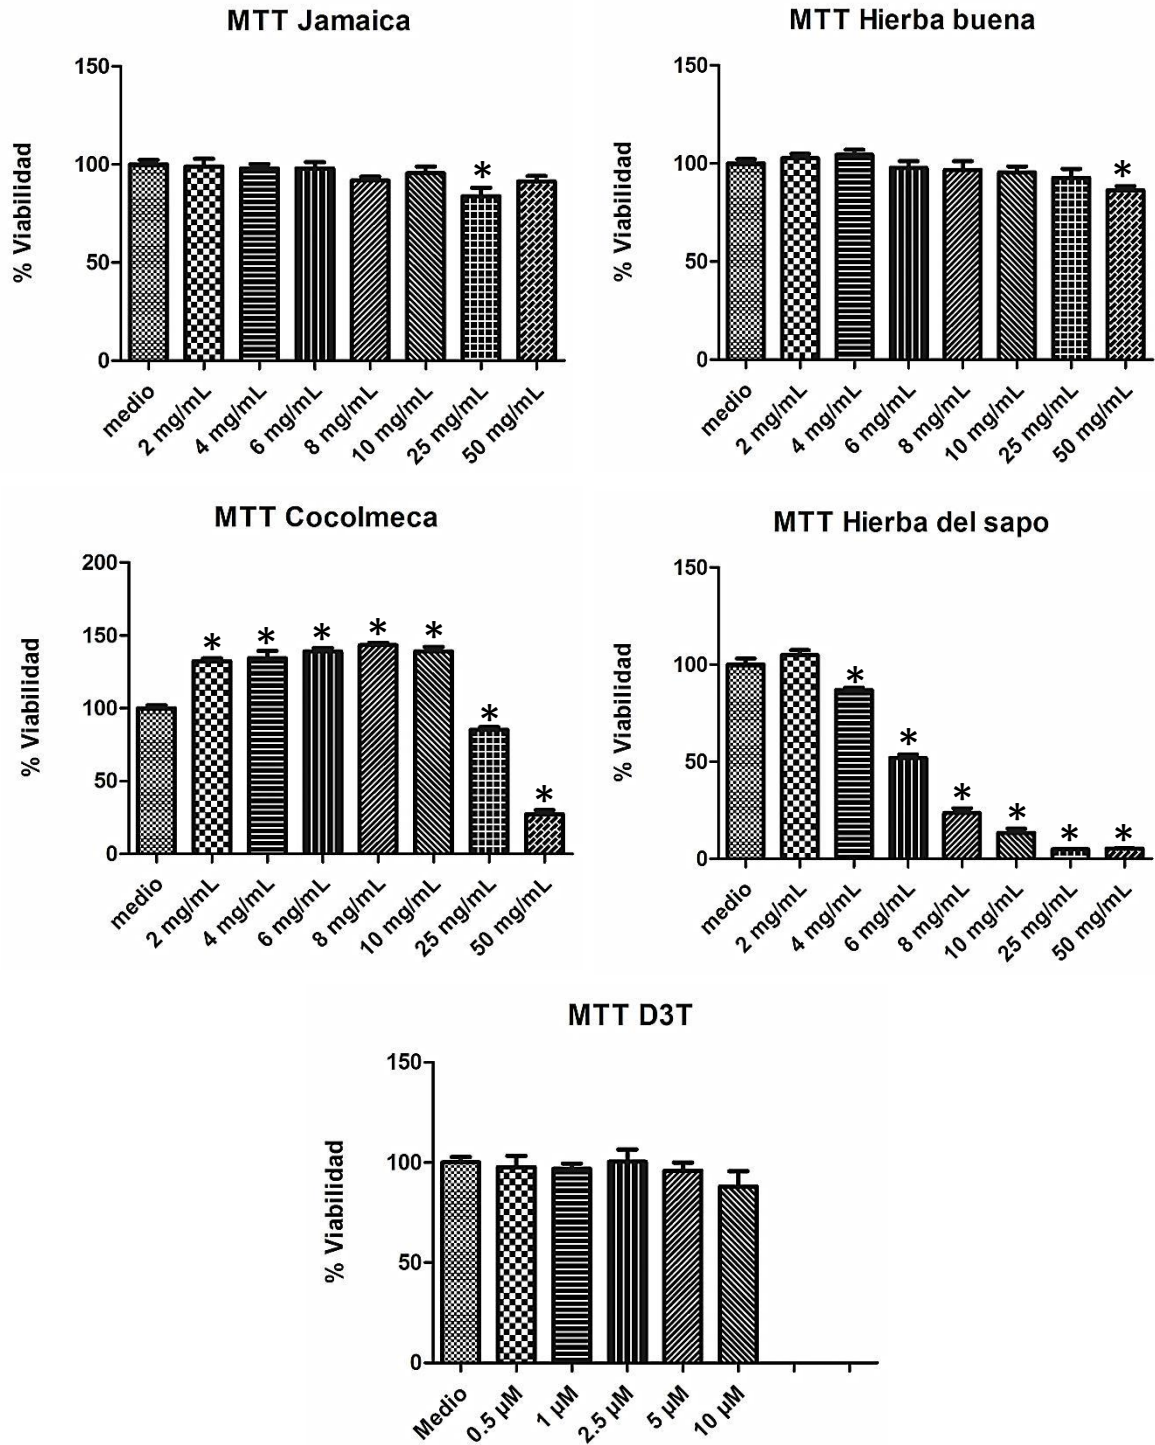 MTT Jamaica
% Viabilidad
150
100
50
0
*
medio
2 mg/mL
4 mg/mL
6 mg/mL
8 mg/mL
10 mg/mL
25 mg/mL
50 mg/mL
MTT Hierba buena
% Viabilidad
150
100
50
0
*
medio
2 mg/mL
4 mg/mL
6 mg/mL
8 mg/mL
10 mg/mL
25 mg/mL
50 mg/mL
MTT Cocolmeca
% Viabilidad
200
150
100
50
0
* * * * * * *
medio
2 mg/mL
4 mg/mL
6 mg/mL
8 mg/mL
10 mg/mL
25 mg/mL
50 mg/mL
MTT Hierba del sapo
% Viabilidad
150
100
50
0
* * * * * *
medio
2 mg/mL
4 mg/mL
6 mg/mL
8 mg/mL
10 mg/mL
25 mg/mL
50 mg/mL
MTT D3T
% Viabilidad
150
100
50
0
Medio
0.5 µM
1 µM
2.5 µM
5 µM
10 µM